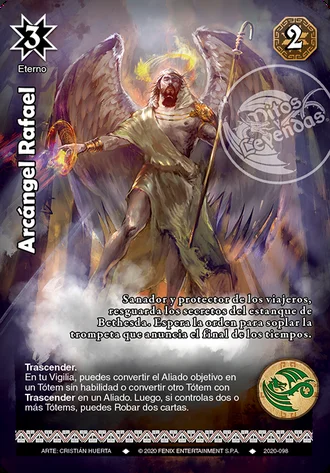 3
2
Eterno
Arcángel Rafael
Mitos y
Leyendas
Sanador y protector de los viajeros,
resguarda los secretos del estanque de
Bethesda. Espera la orden para soplar la
trompeta que anuncia el final de los tiempos.
Trascender.
En tu Vigilia, puedes convertir el Aliado objetivo en
un Tótem sin habilidad o convertir otro Tótem con
Trascender en un Aliado. Luego, si controlas dos o
más Tótems, puedes Robar dos cartas.
ARTE: CRISTIÁN HUERTA © 2020 FENIX ENTERTAINMENT S.P.A. 2020-098